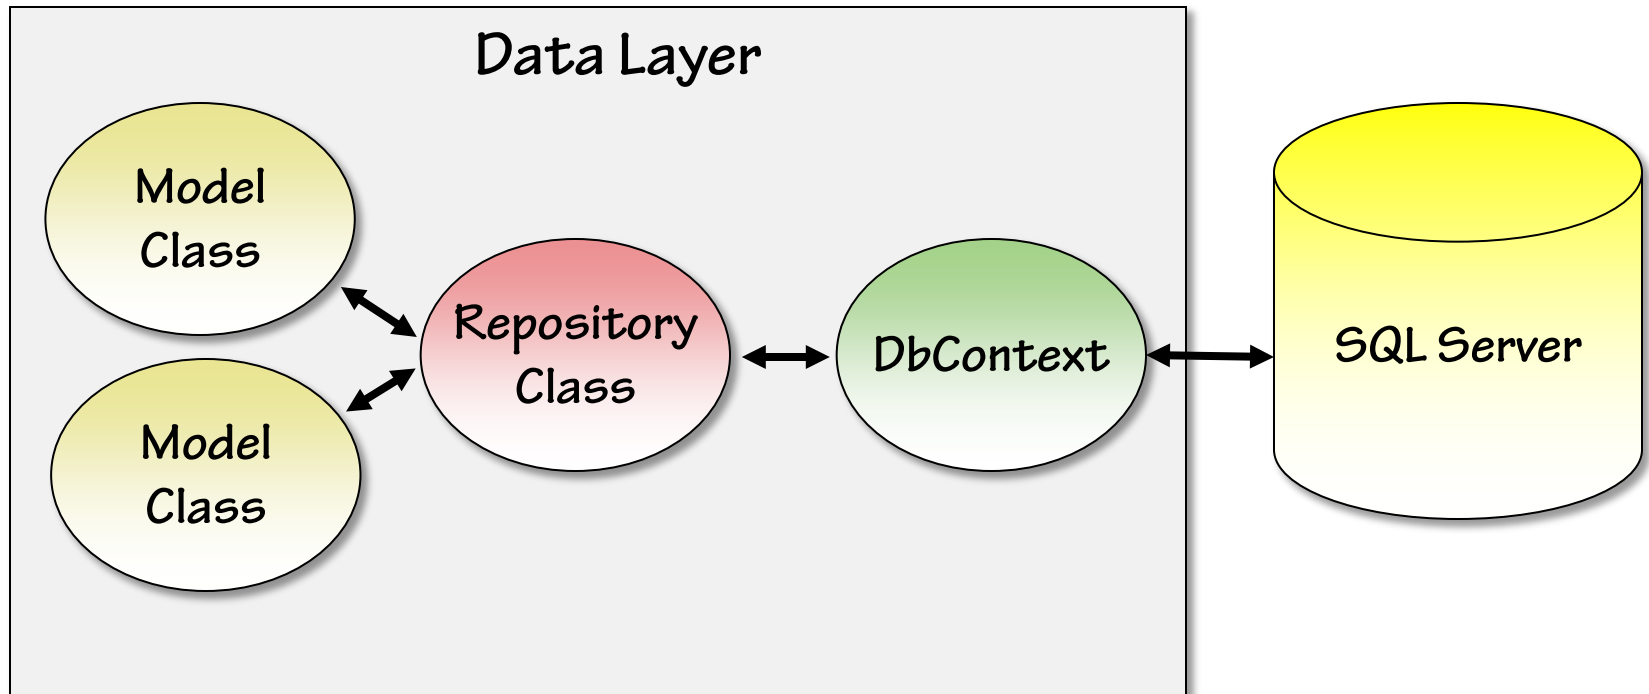 Data Layer
Model
Class
Repository
Class
DbContext
SQL Server
Model
Class